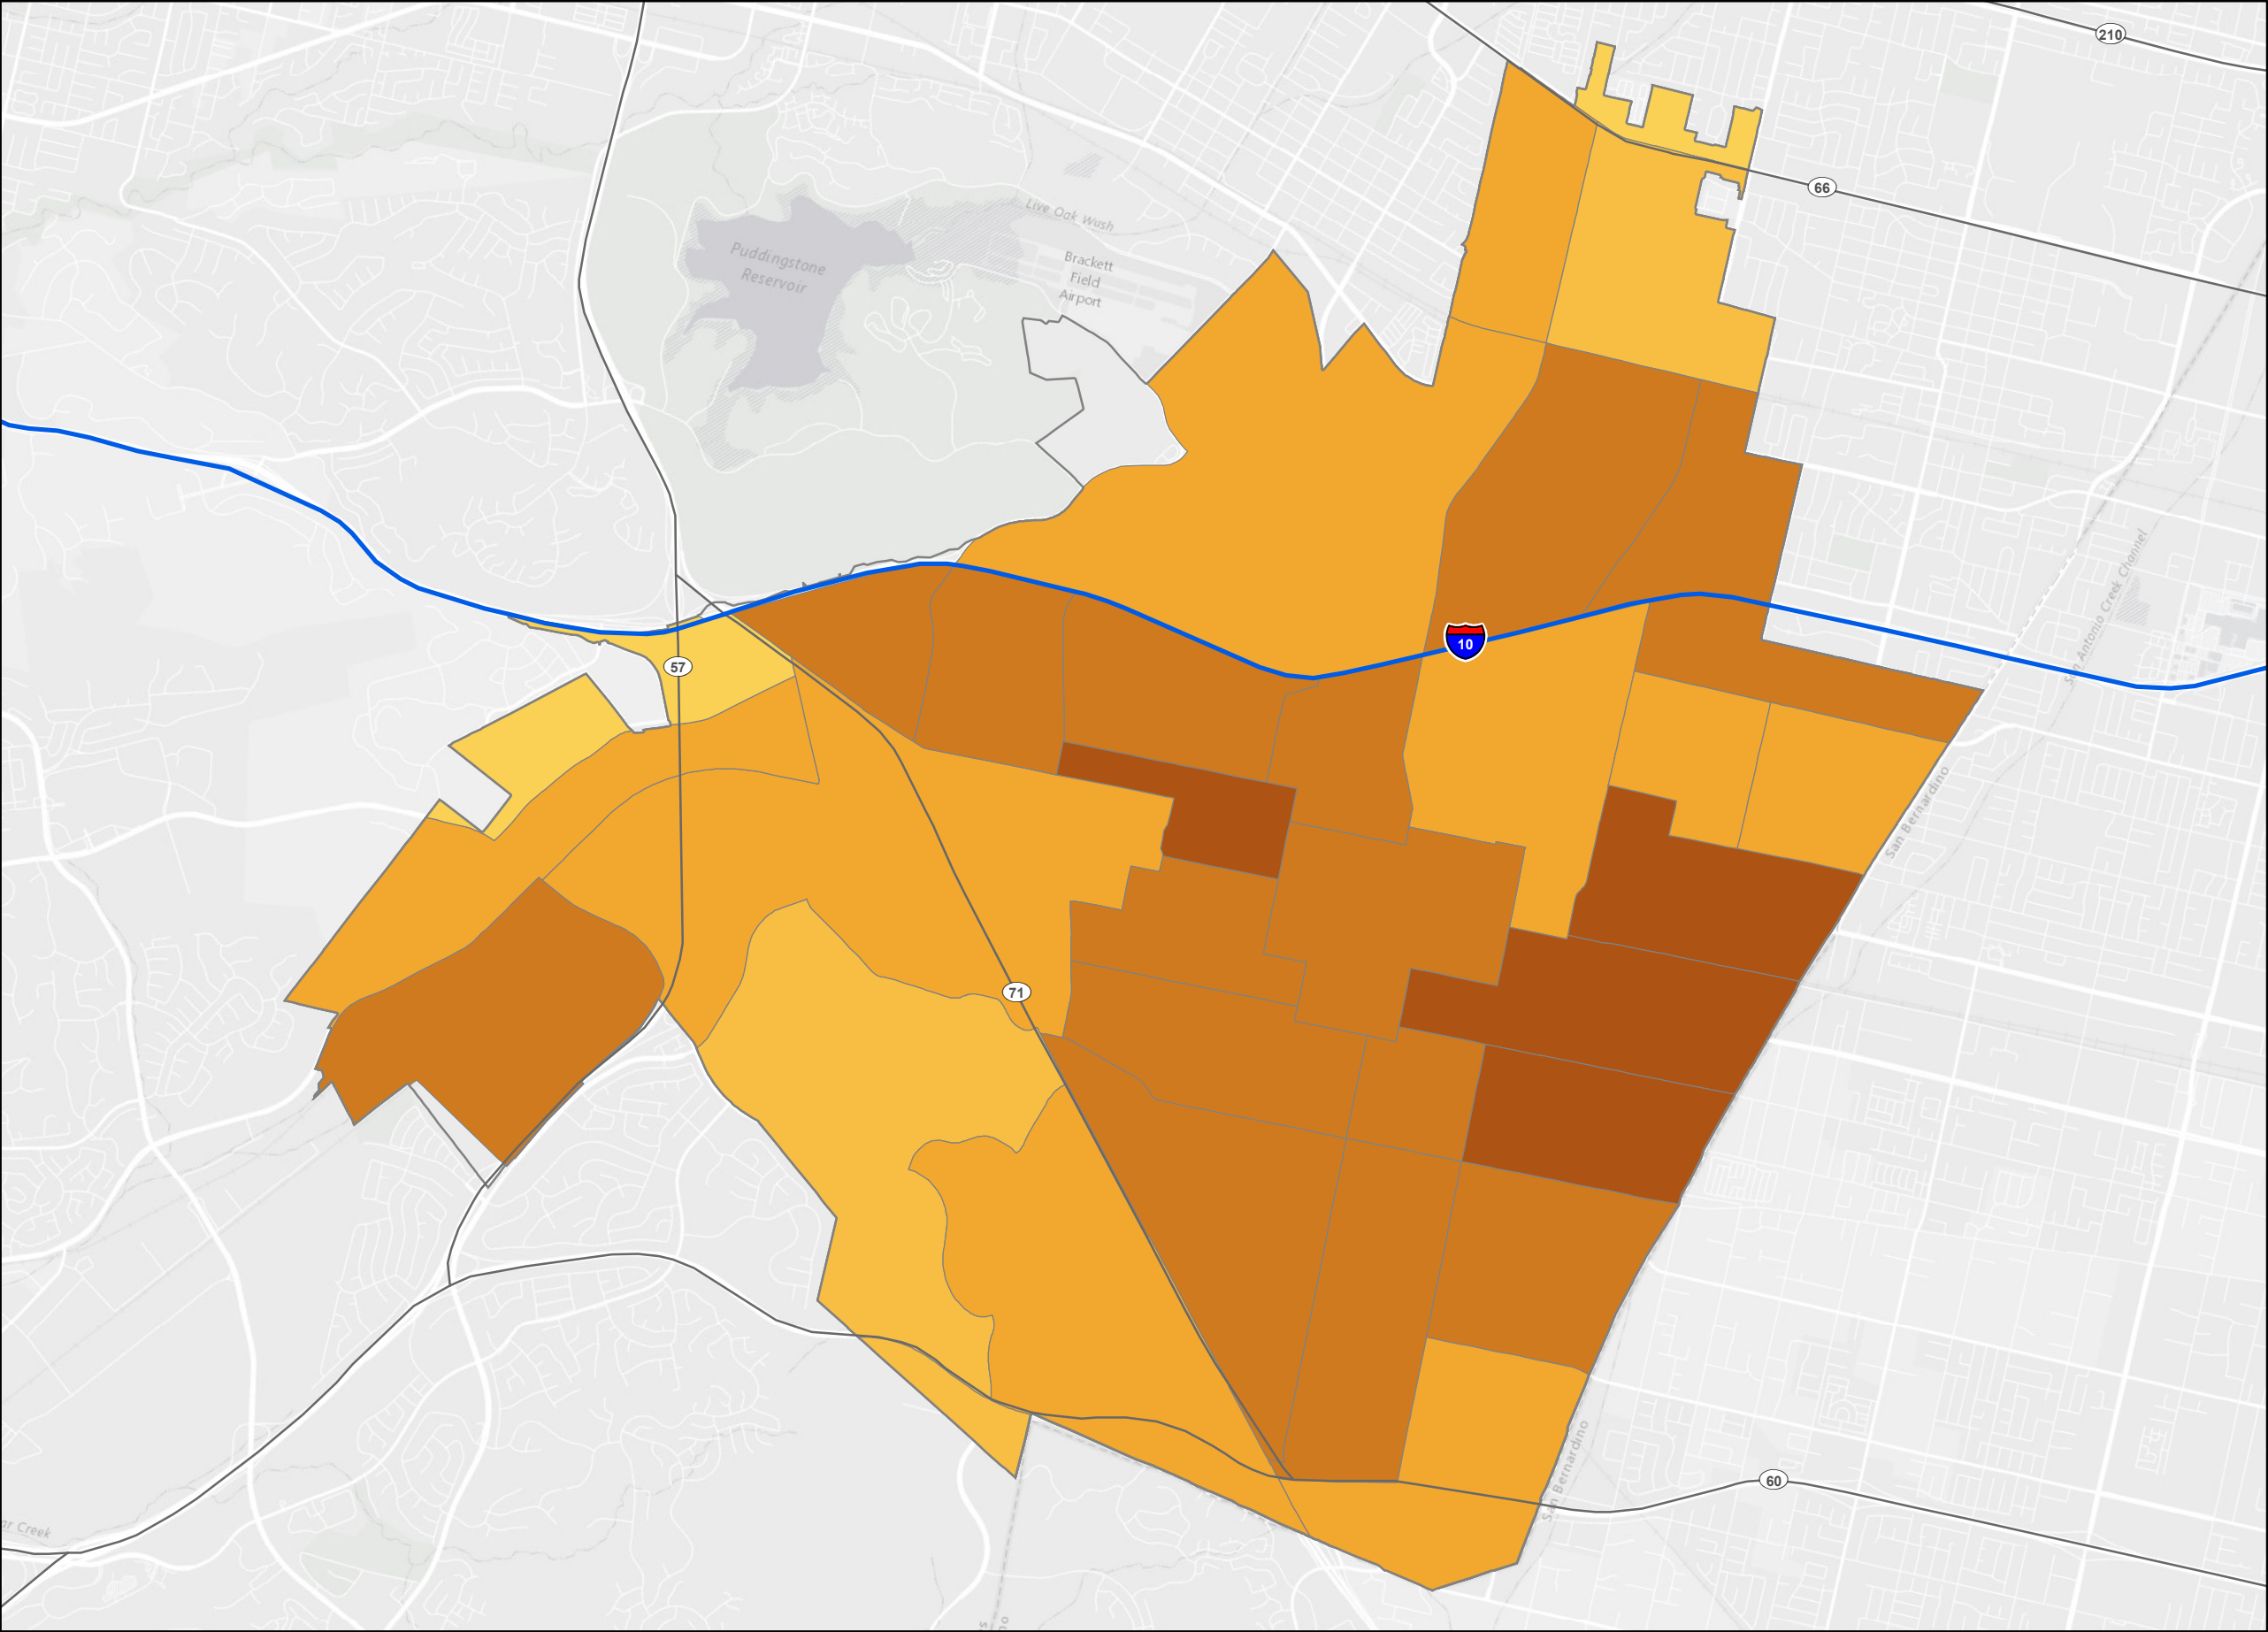 210
66
Live Oak Wash
Puddingstone
Reservoir
Brackett
Field
Airport
San Antonio Creek Channel
10
57
San Bernardino
71
San Bernardino
60
ar Creek